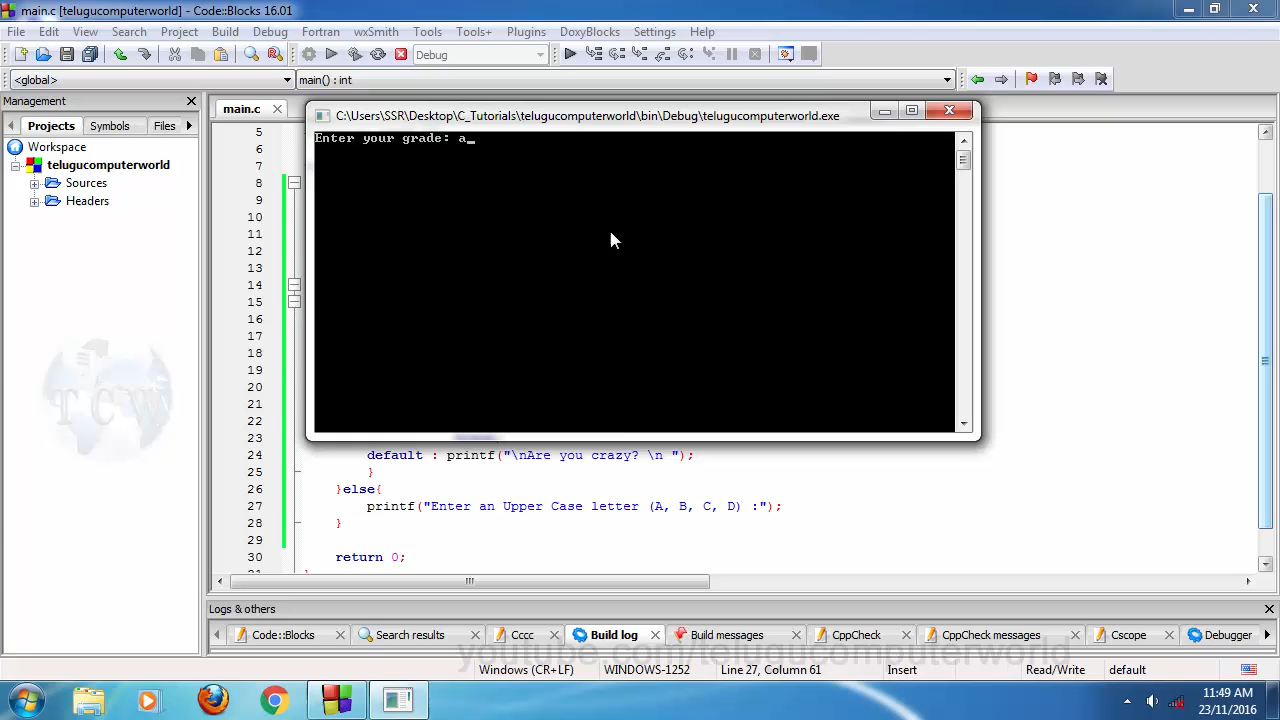 main.c [telugucomputerworld] - Code::Blocks 16.01
File Edit View Search Project Build Debug Fortran wxSmith Tools Tools+ Plugins DoxyBlocks Settings Help
Debug
<global> main() : int
Management
Projects Symbols Files
Workspace
telugucomputerworld
Sources
Headers
TCW
main.c
C:\Users\SSR\Desktop\C_Tutorials\telugucomputerworld\bin\Debug\telugucomputerworld.exe
Enter your grade: a_
5
6
7
8
9
10
11
12
13
14
15
16
17
18
19
20
21
22
23
24 default : printf("\nAre you crazy? \n ");
25 }
26 }else{
27 printf("Enter an Upper Case letter (A, B, C, D) :");
28 }
29
30 return 0;
Logs & others
Code::Blocks Search results Cccc Build log Build messages CppCheck CppCheck messages Cscope Debugger
youtube.com/telugucomputerworld
Windows (CR+LF) WINDOWS-1252 Line 27, Column 61 Insert Read/Write default
11:49 AM
23/11/2016